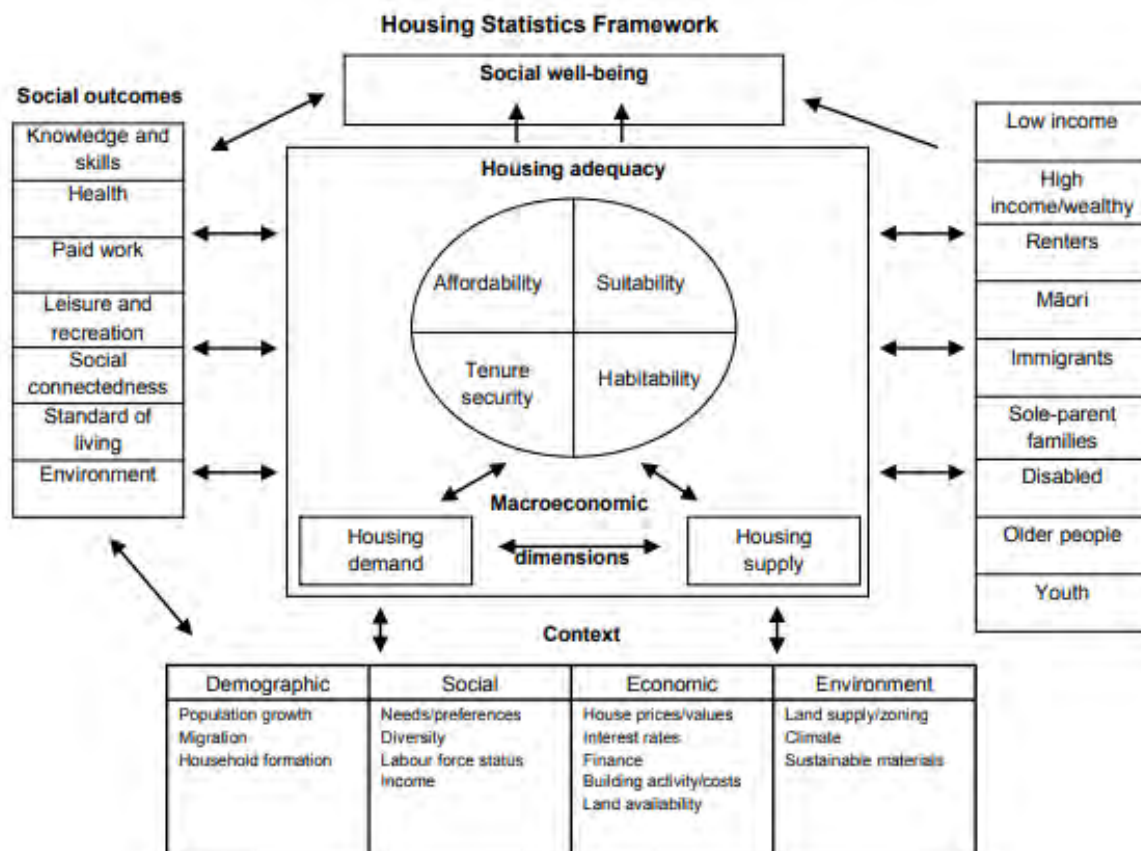 Housing Statistics Framework
Social well-being
Social outcomes
Knowledge and
skills
Health
Paid work
Leisure and
recreation
Social
connectedness
Standard of
living
Environment
Housing adequacy
Affordability
Suitability
Tenure
security
Habitability
Macroeconomic
dimensions
Housing
demand
Housing
supply
Low income
High
income/wealthy
Renters
Māori
Immigrants
Sole-parent
families
Disabled
Older people
Youth
Context
Demographic
Population growth
Migration
Household formation
Social
Needs/preferences
Diversity
Labour force status
Income
Economic
House prices/values
Interest rates
Finance
Building activity/costs
Land availability
Environment
Land supply/zoning
Climate
Sustainable materials